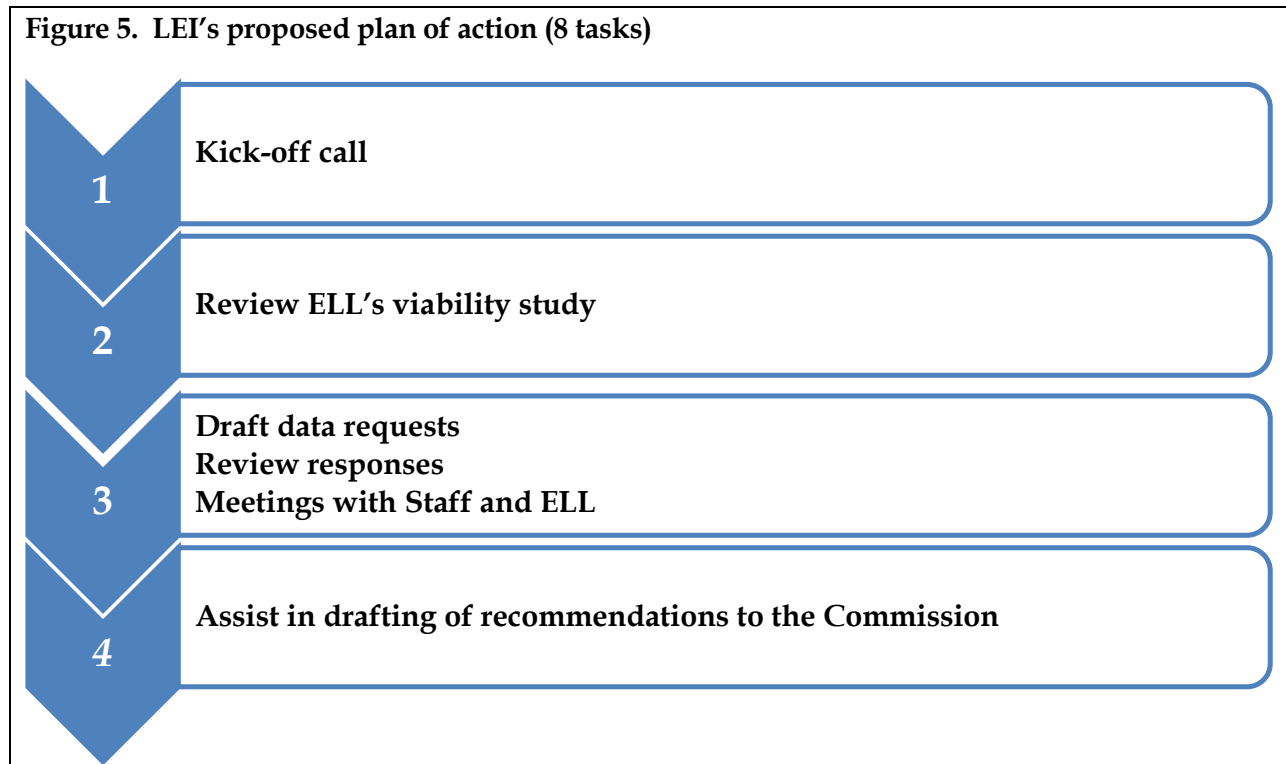 Figure 5.  LEI’s proposed plan of action (8 tasks)
1
Kick-off call
2
Review ELL’s viability study
3
Draft data requests
Review responses
Meetings with Staff and ELL
4
Assist in drafting of recommendations to the Commission